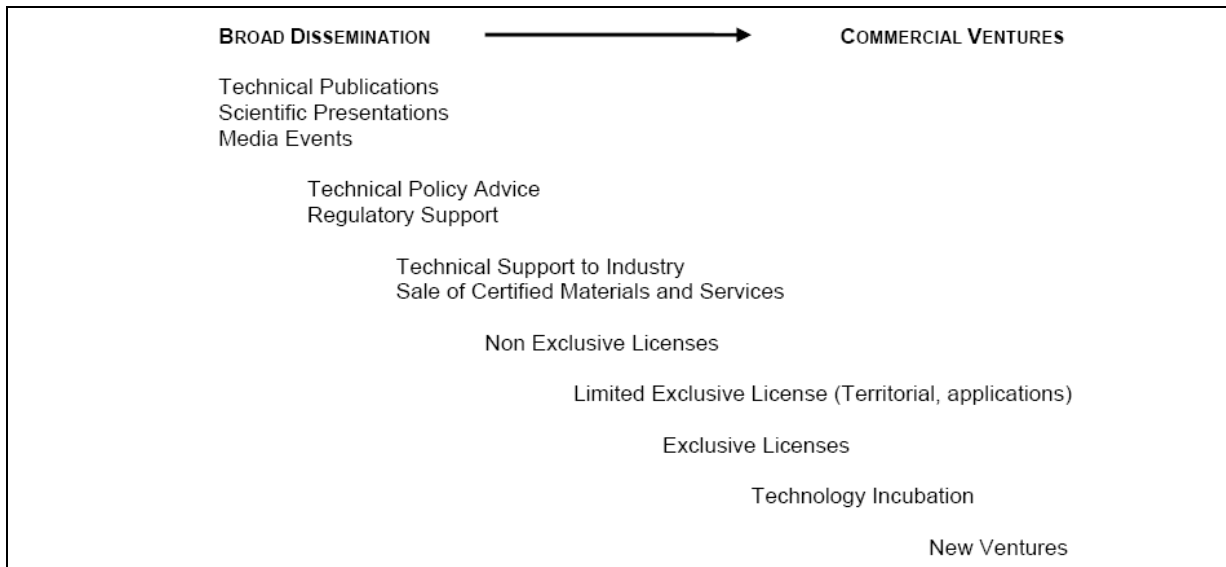 BROAD DISSEMINATION COMMERCIAL VENTURES
Technical Publications
Scientific Presentations
Media Events
Technical Policy Advice
Regulatory Support
Technical Support to Industry
Sale of Certified Materials and Services
Non Exclusive Licenses
Limited Exclusive License (Territorial, applications)
Exclusive Licenses
Technology Incubation
New Ventures